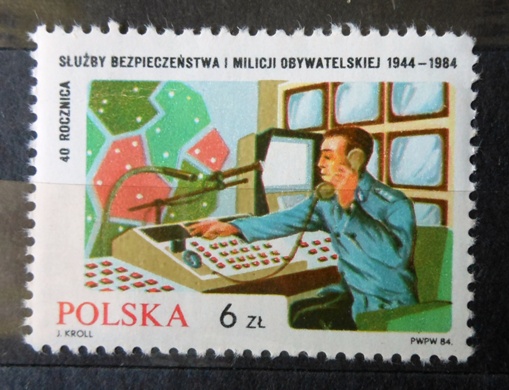 SŁUŻBY BEZPIECZEŃSTWA I MILICJI OBYWATELSKIEJ 1944-1984
40 ROCZNICA
POLSKA 6 ZŁ
J. KROLL PWPW 84.